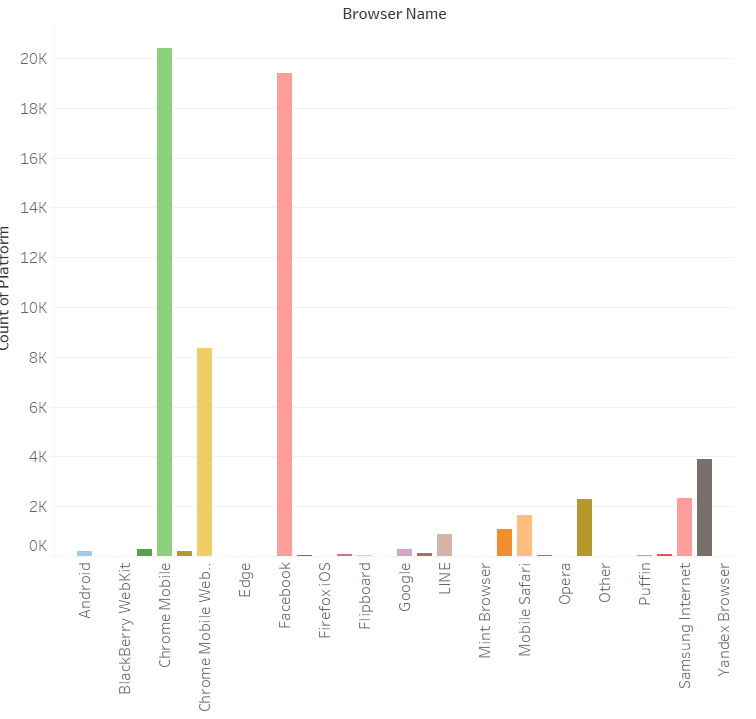 Browser Name
20K
18K
16K
14K
12K
10K
8K
6K
4K
2K
0K
Count of Platform
Android
BlackBerry WebKit
Chrome Mobile
Chrome Mobile Web..
Edge
Facebook
Firefox iOS
Flipboard
Google
LINE
Mint Browser
Mobile Safari
Opera
Other
Puffin
Samsung Internet
Yandex Browser